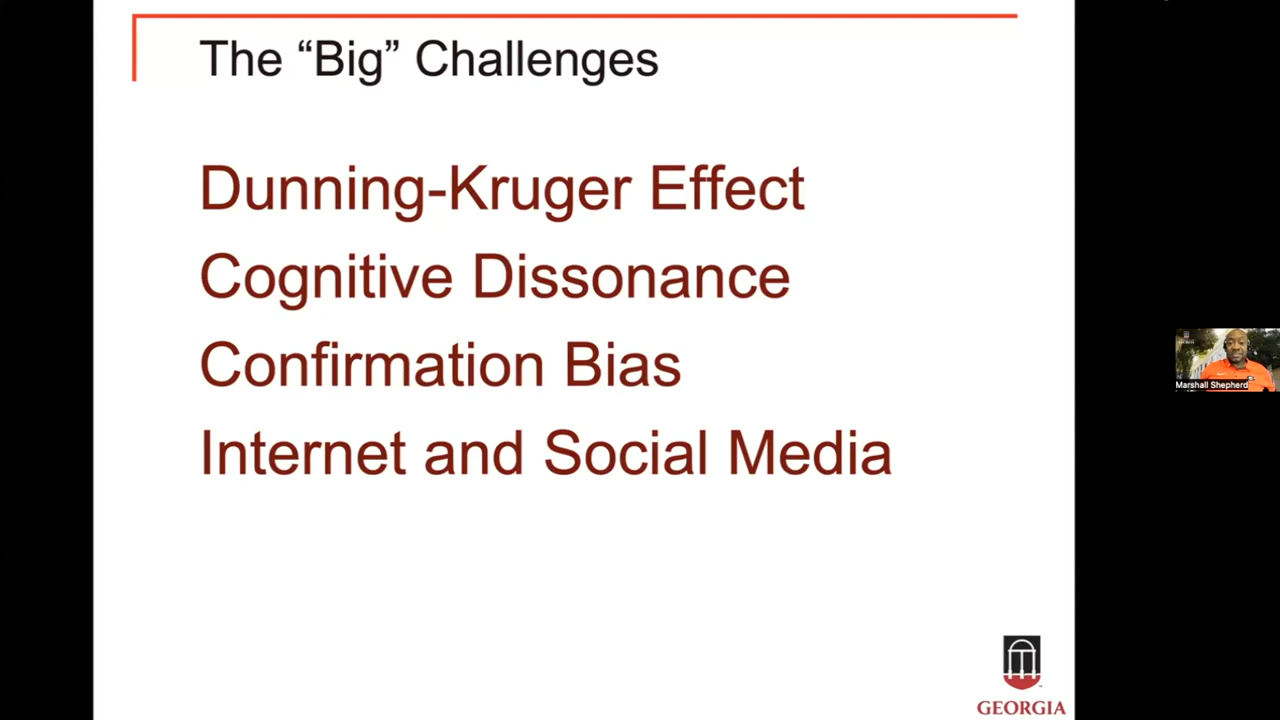 The “Big” Challenges
Dunning-Kruger Effect
Cognitive Dissonance
Confirmation Bias
Internet and Social Media
Marshall Shepherd
GEORGIA